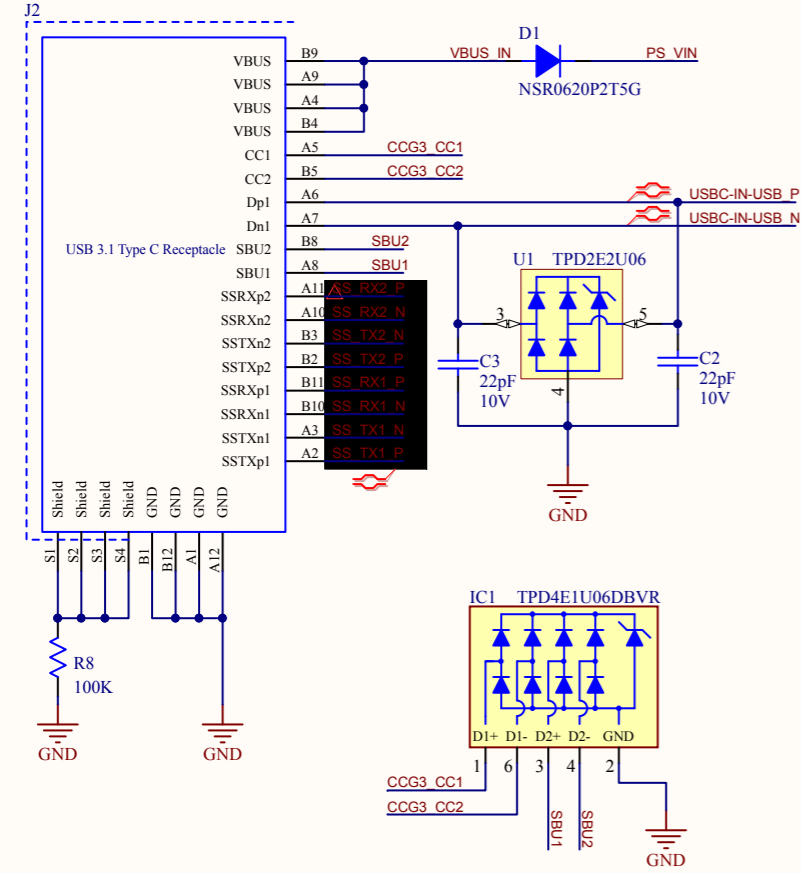 J2
VBUS B9
VBUS A9
VBUS A4
VBUS B4
CC1 A5 CCG3_CC1
CC2 B5 CCG3_CC2
Dp1 A6 USBC-IN-USB_P
Dn1 A7 USBC-IN-USB_N
USB 3.1 Type C Receptacle
SBU2 B8 SBU2
SBU1 A8 SBU1
SSRXp2 A11 SS_RX2_P
SSRXn2 A10 SS_RX2_N
SSTXn2 B3 SS_TX2_N
SSTXp2 B2 SS_TX2_P
SSRXp1 B11 SS_RX1_P
SSRXn1 B10 SS_RX1_N
SSTXn1 A3 SS_TX1_N
SSTXp1 A2 SS_TX1_P
Shield Shield Shield Shield GND GND GND GND
S1 S2 S3 S4 B1 B12 A1 A12
R8
100K
GND
GND
VBUS_IN
D1
NSR0620P2T5G
PS_VIN
U1 TPD2E2U06
3
5
4
C3
22pF
10V
C2
22pF
10V
GND
IC1 TPD4E1U06DBVR
D1+ D1- D2+ D2- GND
1 6 3 4 2
CCG3_CC1
CCG3_CC2
SBU1
SBU2
GND